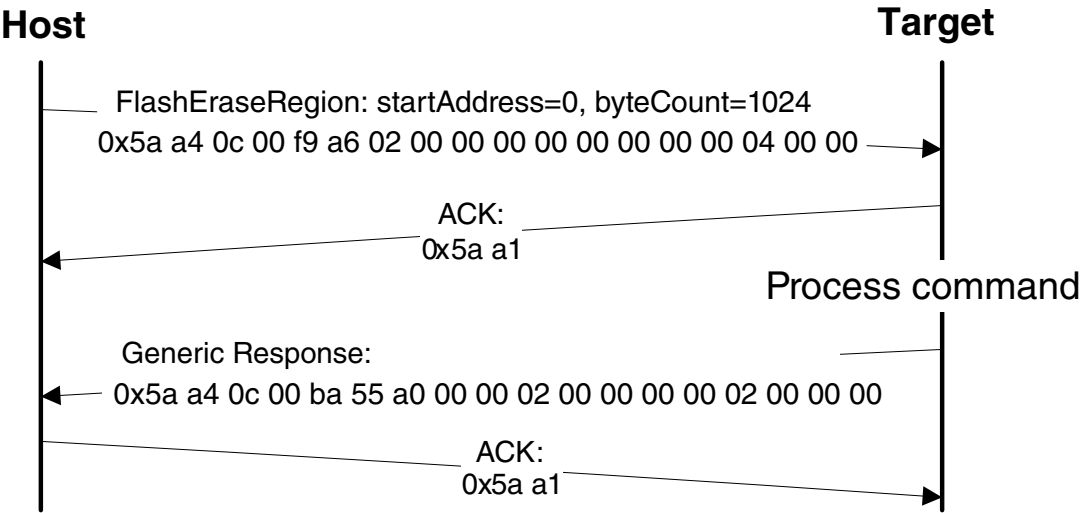 Host
Target
FlashEraseRegion: startAddress=0, byteCount=1024
0x5a a4 0c 00 f9 a6 02 00 00 00 00 00 00 00 00 04 00 00
ACK:
0x5a a1
Process command
Generic Response:
0x5a a4 0c 00 ba 55 a0 00 00 02 00 00 00 00 02 00 00 00
ACK:
0x5a a1